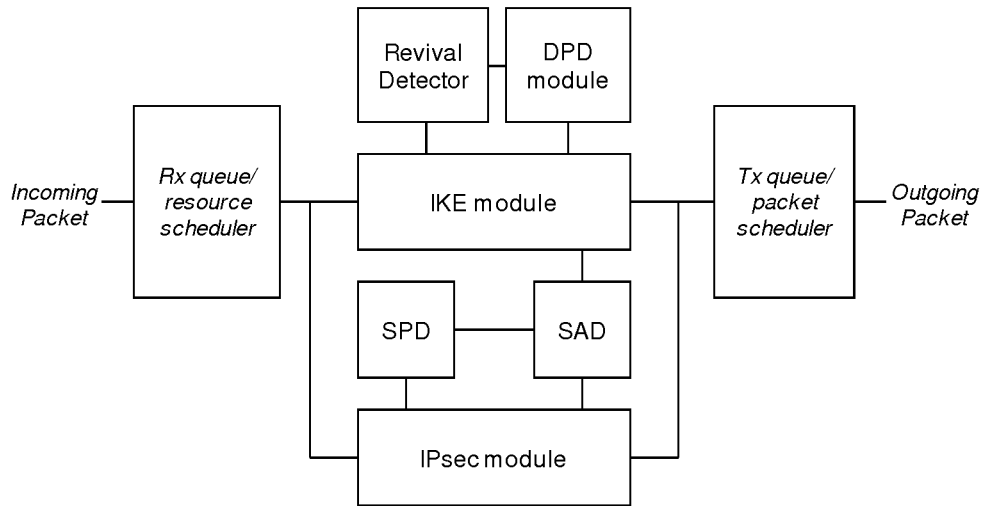 Revival
Detector
DPD
module
Incoming
Packet
Rx queue/
resource
scheduler
IKE module
Tx queue/
packet
scheduler
Outgoing
Packet
SPD
SAD
IPsec module